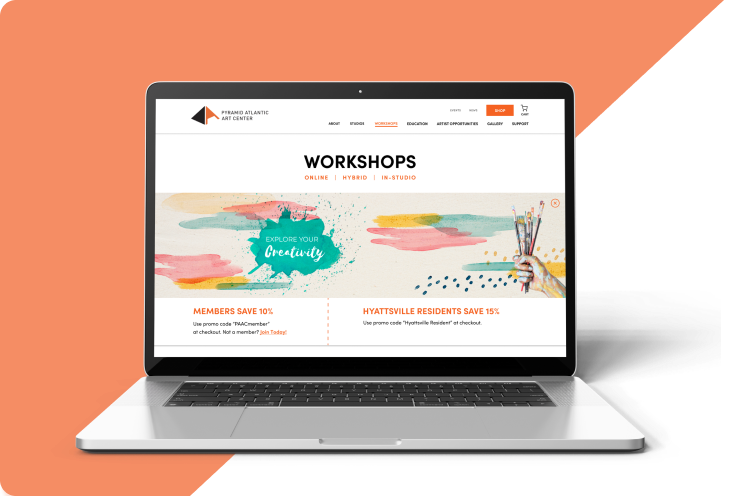 PYRAMID ATLANTIC
ART CENTER
EVENTS NEWS SHOP
CART
ABOUT STUDIOS WORKSHOPS EDUCATION ARTIST OPPORTUNITIES GALLERY SUPPORT
WORKSHOPS
ONLINE | HYBRID | IN-STUDIO
EXPLORE YOUR
Creativity
MEMBERS SAVE 10%
Use promo code "PAACmember"
at checkout. Not a member? Join Today!
HYATTSVILLE RESIDENTS SAVE 15%
Use promo code "Hyattsville Resident" at checkout.